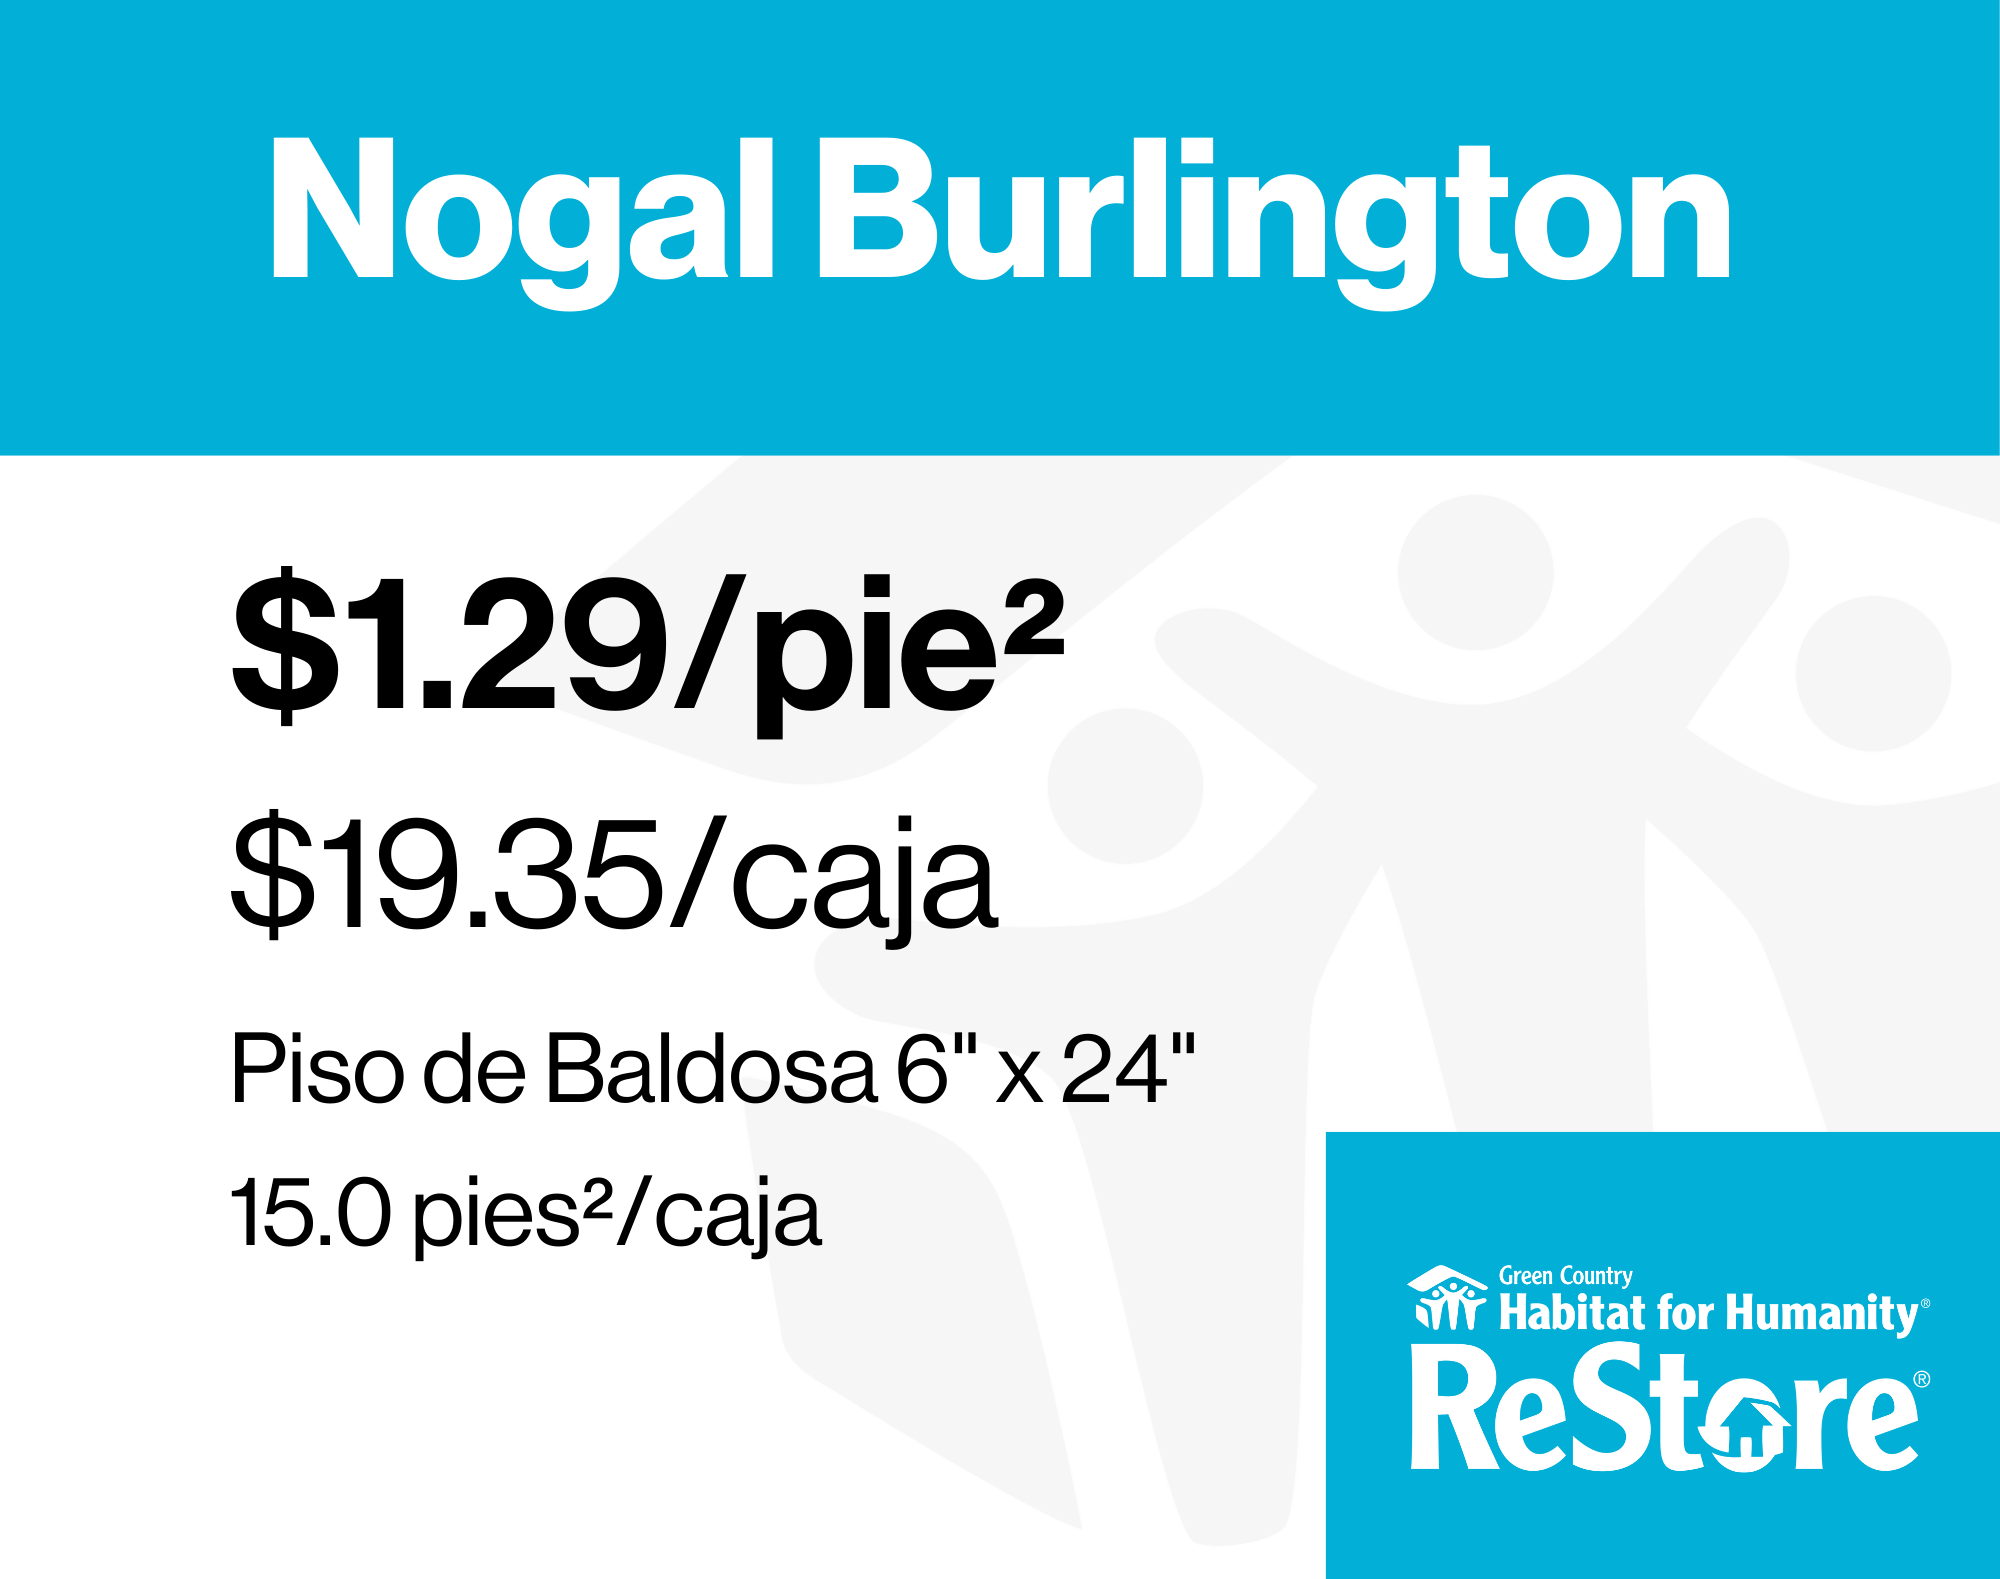 Nogal Burlington
$1.29/pie²
$19.35/caja
Piso de Baldosa 6" x 24"
15.0 pies²/caja
Green Country
Habitat for Humanity®
ReStore®